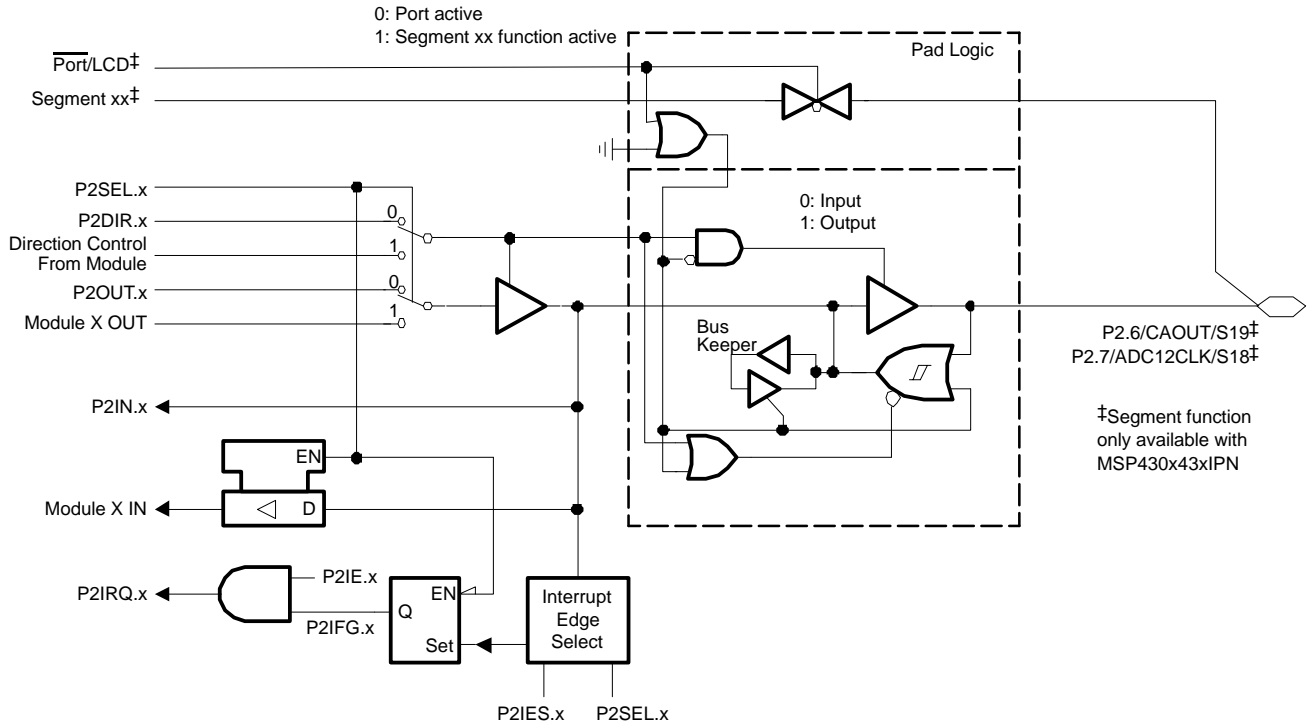 0: Port active
1: Segment xx function active
Pad Logic
Port/LCD‡
Segment xx‡
P2SEL.x
P2DIR.x
0
Direction Control
From Module
1
P2OUT.x
0
Module X OUT
1
0: Input
1: Output
Bus
Keeper
P2.6/CAOUT/S19‡
P2.7/ADC12CLK/S18‡
‡Segment function
only available with
MSP430x43xIPN
P2IN.x
EN
Module X IN
D
P2IRQ.x
P2IE.x
P2IFG.x
EN
Q
Set
Interrupt
Edge
Select
P2IES.x
P2SEL.x